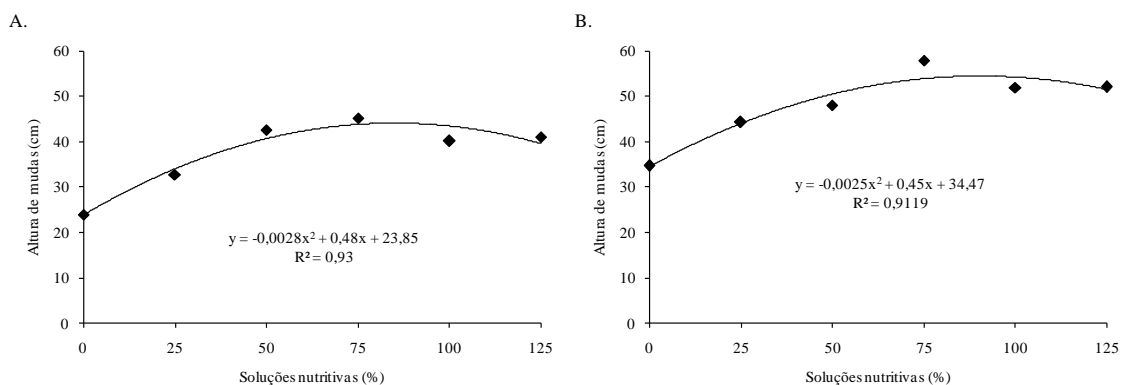 A.
60
50
40
30
20
10
0
Altura de mudas (cm)
y = -0,0028x² + 0,48x + 23,85
R² = 0,93
0 25 50 75 100 125
Soluções nutritivas (%)
B.
60
50
40
30
20
10
0
Altura de mudas (cm)
y = -0,0025x² + 0,45x + 34,47
R² = 0,9119
0 25 50 75 100 125
Soluções nutritivas (%)